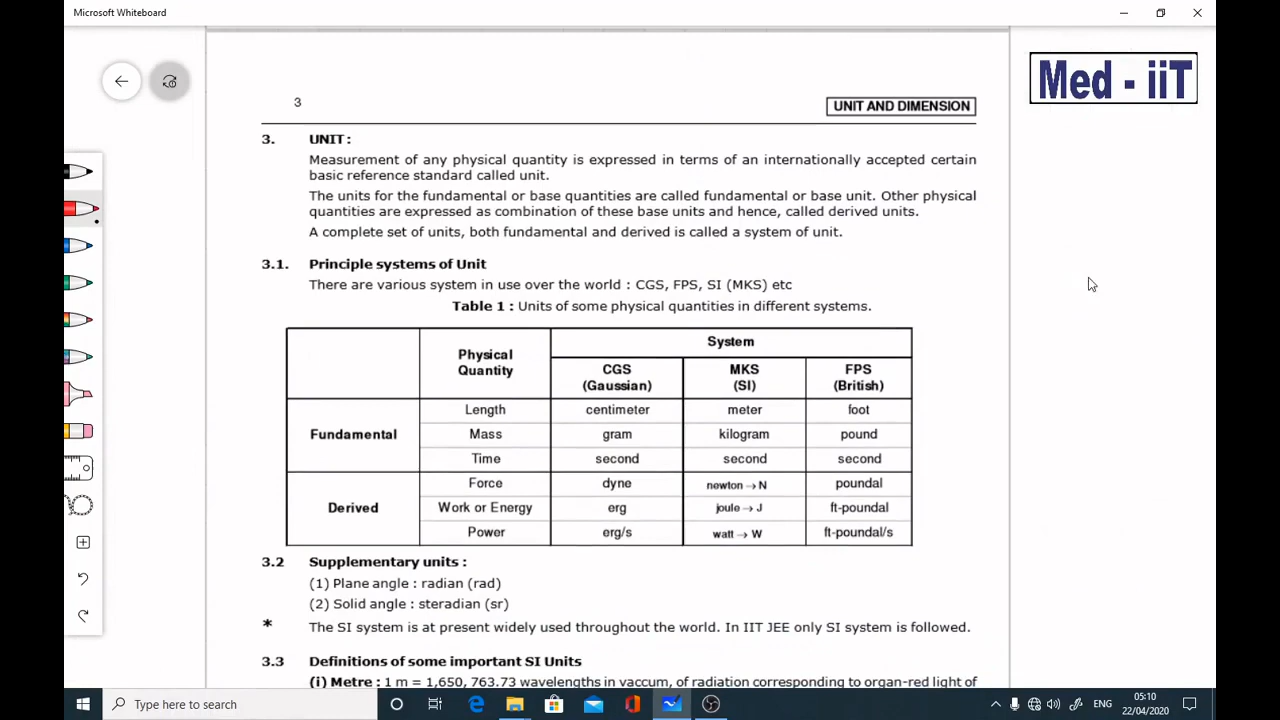 Microsoft Whiteboard
Med - iiT
3
UNIT AND DIMENSION
3. UNIT :
Measurement of any physical quantity is expressed in terms of an internationally accepted certain
basic reference standard called unit.
The units for the fundamental or base quantities are called fundamental or base unit. Other physical
quantities are expressed as combination of these base units and hence, called derived units.
A complete set of units, both fundamental and derived is called a system of unit.
3.1. Principle systems of Unit
There are various system in use over the world : CGS, FPS, SI (MKS) etc
Table 1 : Units of some physical quantities in different systems.
Physical Quantity System
CGS (Gaussian) MKS (SI) FPS (British)
Fundamental
Length centimeter meter foot
Mass gram kilogram pound
Time second second second
Derived
Force dyne newton → N poundal
Work or Energy erg joule → J ft-poundal
Power erg/s watt → W ft-poundal/s
3.2 Supplementary units :
(1) Plane angle : radian (rad)
(2) Solid angle : steradian (sr)
* The SI system is at present widely used throughout the world. In IIT JEE only SI system is followed.
3.3 Definitions of some important SI Units
(i) Metre : 1 m = 1,650, 763.73 wavelengths in vaccum, of radiation corresponding to organ-red light of
Type here to search
ENG
05:10
22/04/2020